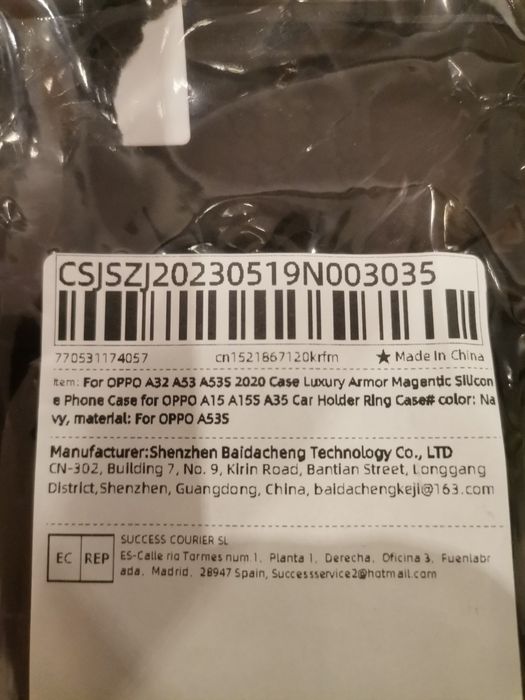 CSJSZJ20230519N003035
770531174057 cn1521867120krfm ★ Made In China
Item: For OPPO A32 A53 A53S 2020 Case Luxury Armor Magentic Silicon
e Phone Case for OPPO A15 A15S A35 Car Holder Ring Case# color: Na
vy, material: For OPPO A53S
Manufacturer:Shenzhen Baidacheng Technology Co., LTD
CN-302, Building 7, No. 9, Kirin Road, Bantian Street, Longgang
District,Shenzhen, Guangdong, China, baidachengkeji@163.com
EC REP
SUCCESS COURIER SL
ES-Calle rio Tormes num 1, Planta 1, Derecha, Oficina 3, Fuenlabr
ada, Madrid, 28947 Spain, Successservice2@hotmail.com